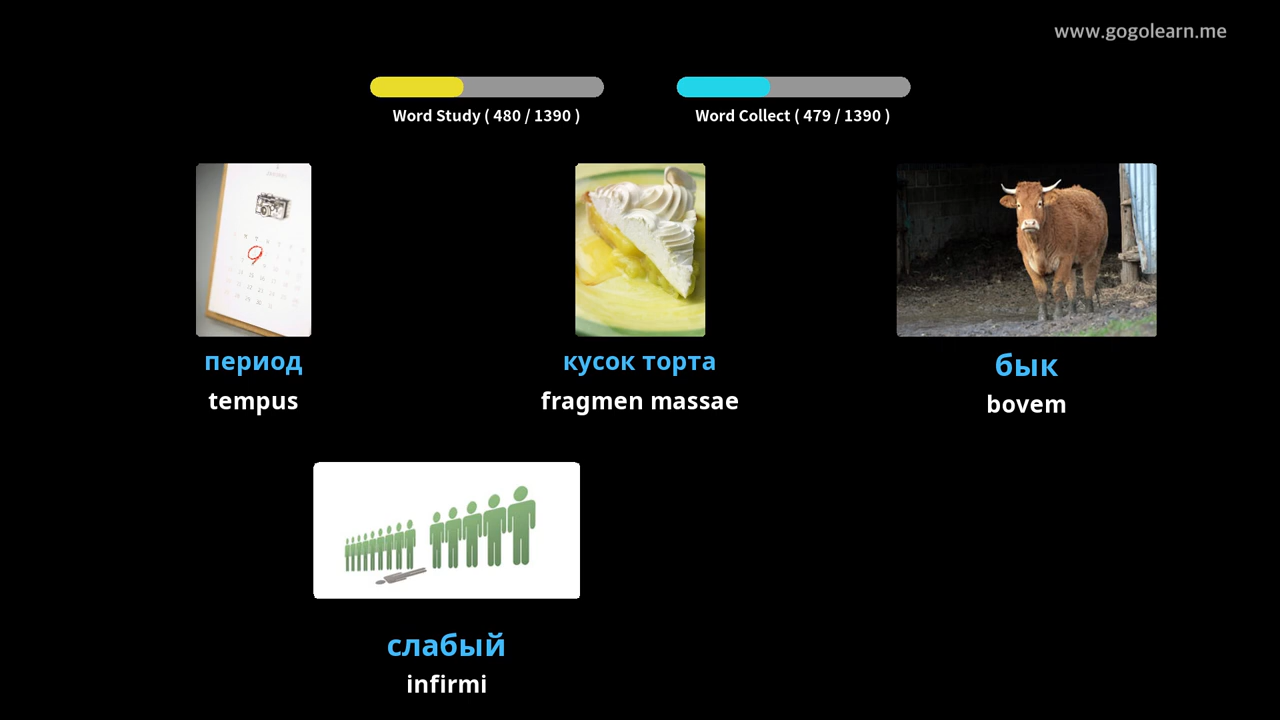 www.gogolearn.me
Word Study ( 480 / 1390 )
Word Collect ( 479 / 1390 )
период
tempus
кусок торта
fragmen massae
бык
bovem
слабый
infirmi